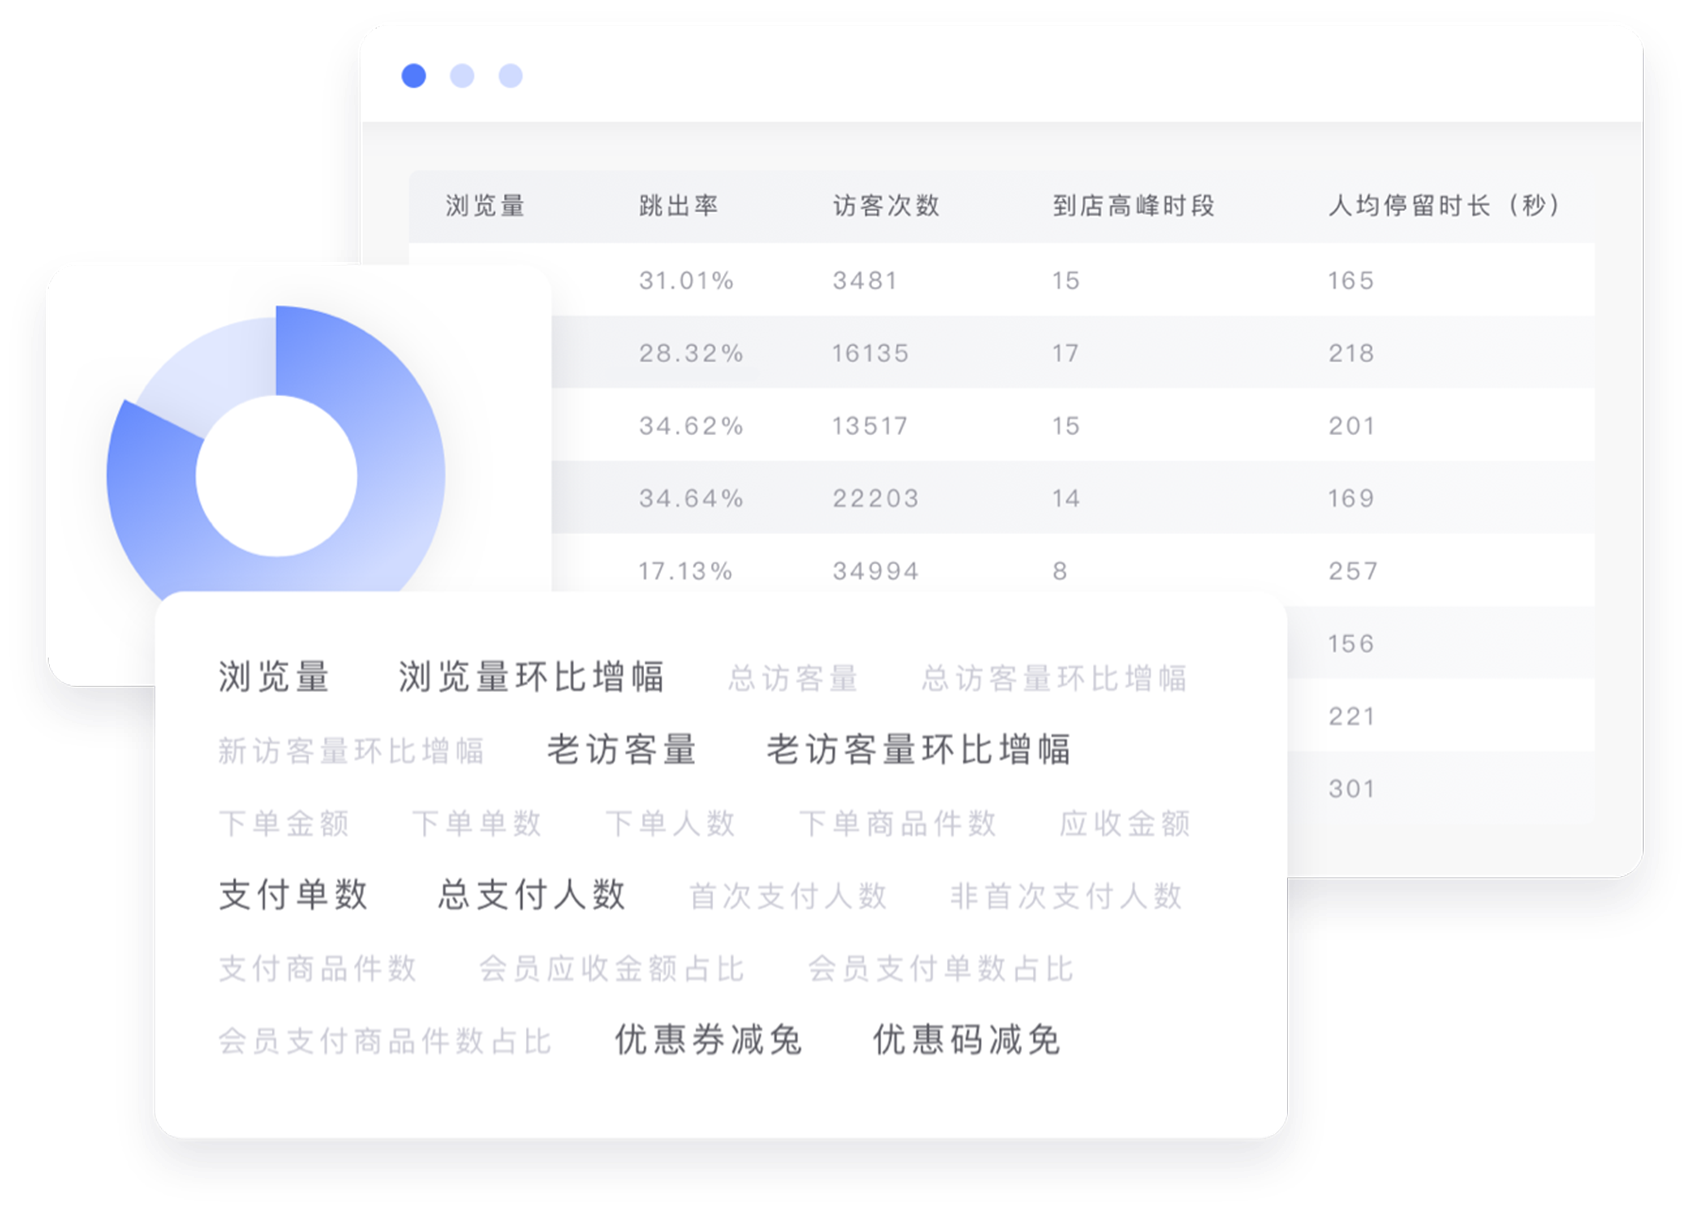 浏览量 跳出率 访客次数 到店高峰时段 人均停留时长（秒）
31.01% 3481 15 165
28.32% 16135 17 218
34.62% 13517 15 201
34.64% 22203 14 169
17.13% 34994 8 257
156
221
301
浏览量 浏览量环比增幅 总访客量 总访客量环比增幅
新访客量环比增幅 老访客量 老访客量环比增幅
下单金额 下单单数 下单人数 下单商品件数 应收金额
支付单数 总支付人数 首次支付人数 非首次支付人数
支付商品件数 会员应收金额占比 会员支付单数占比
会员支付商品件数占比 优惠券减兔 优惠码减免